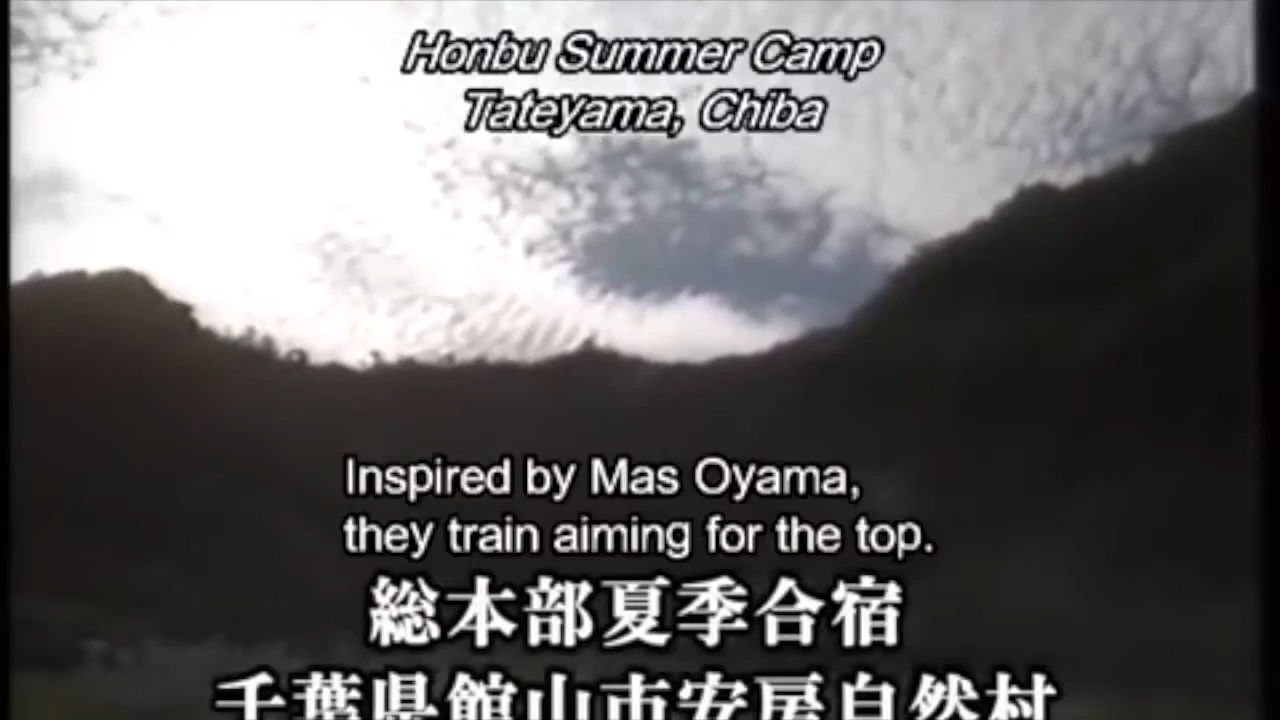 Honbu Summer Camp
Tateyama, Chiba
Inspired by Mas Oyama,
they train aiming for the top.
総本部夏季合宿
千葉県館山市安房自然村